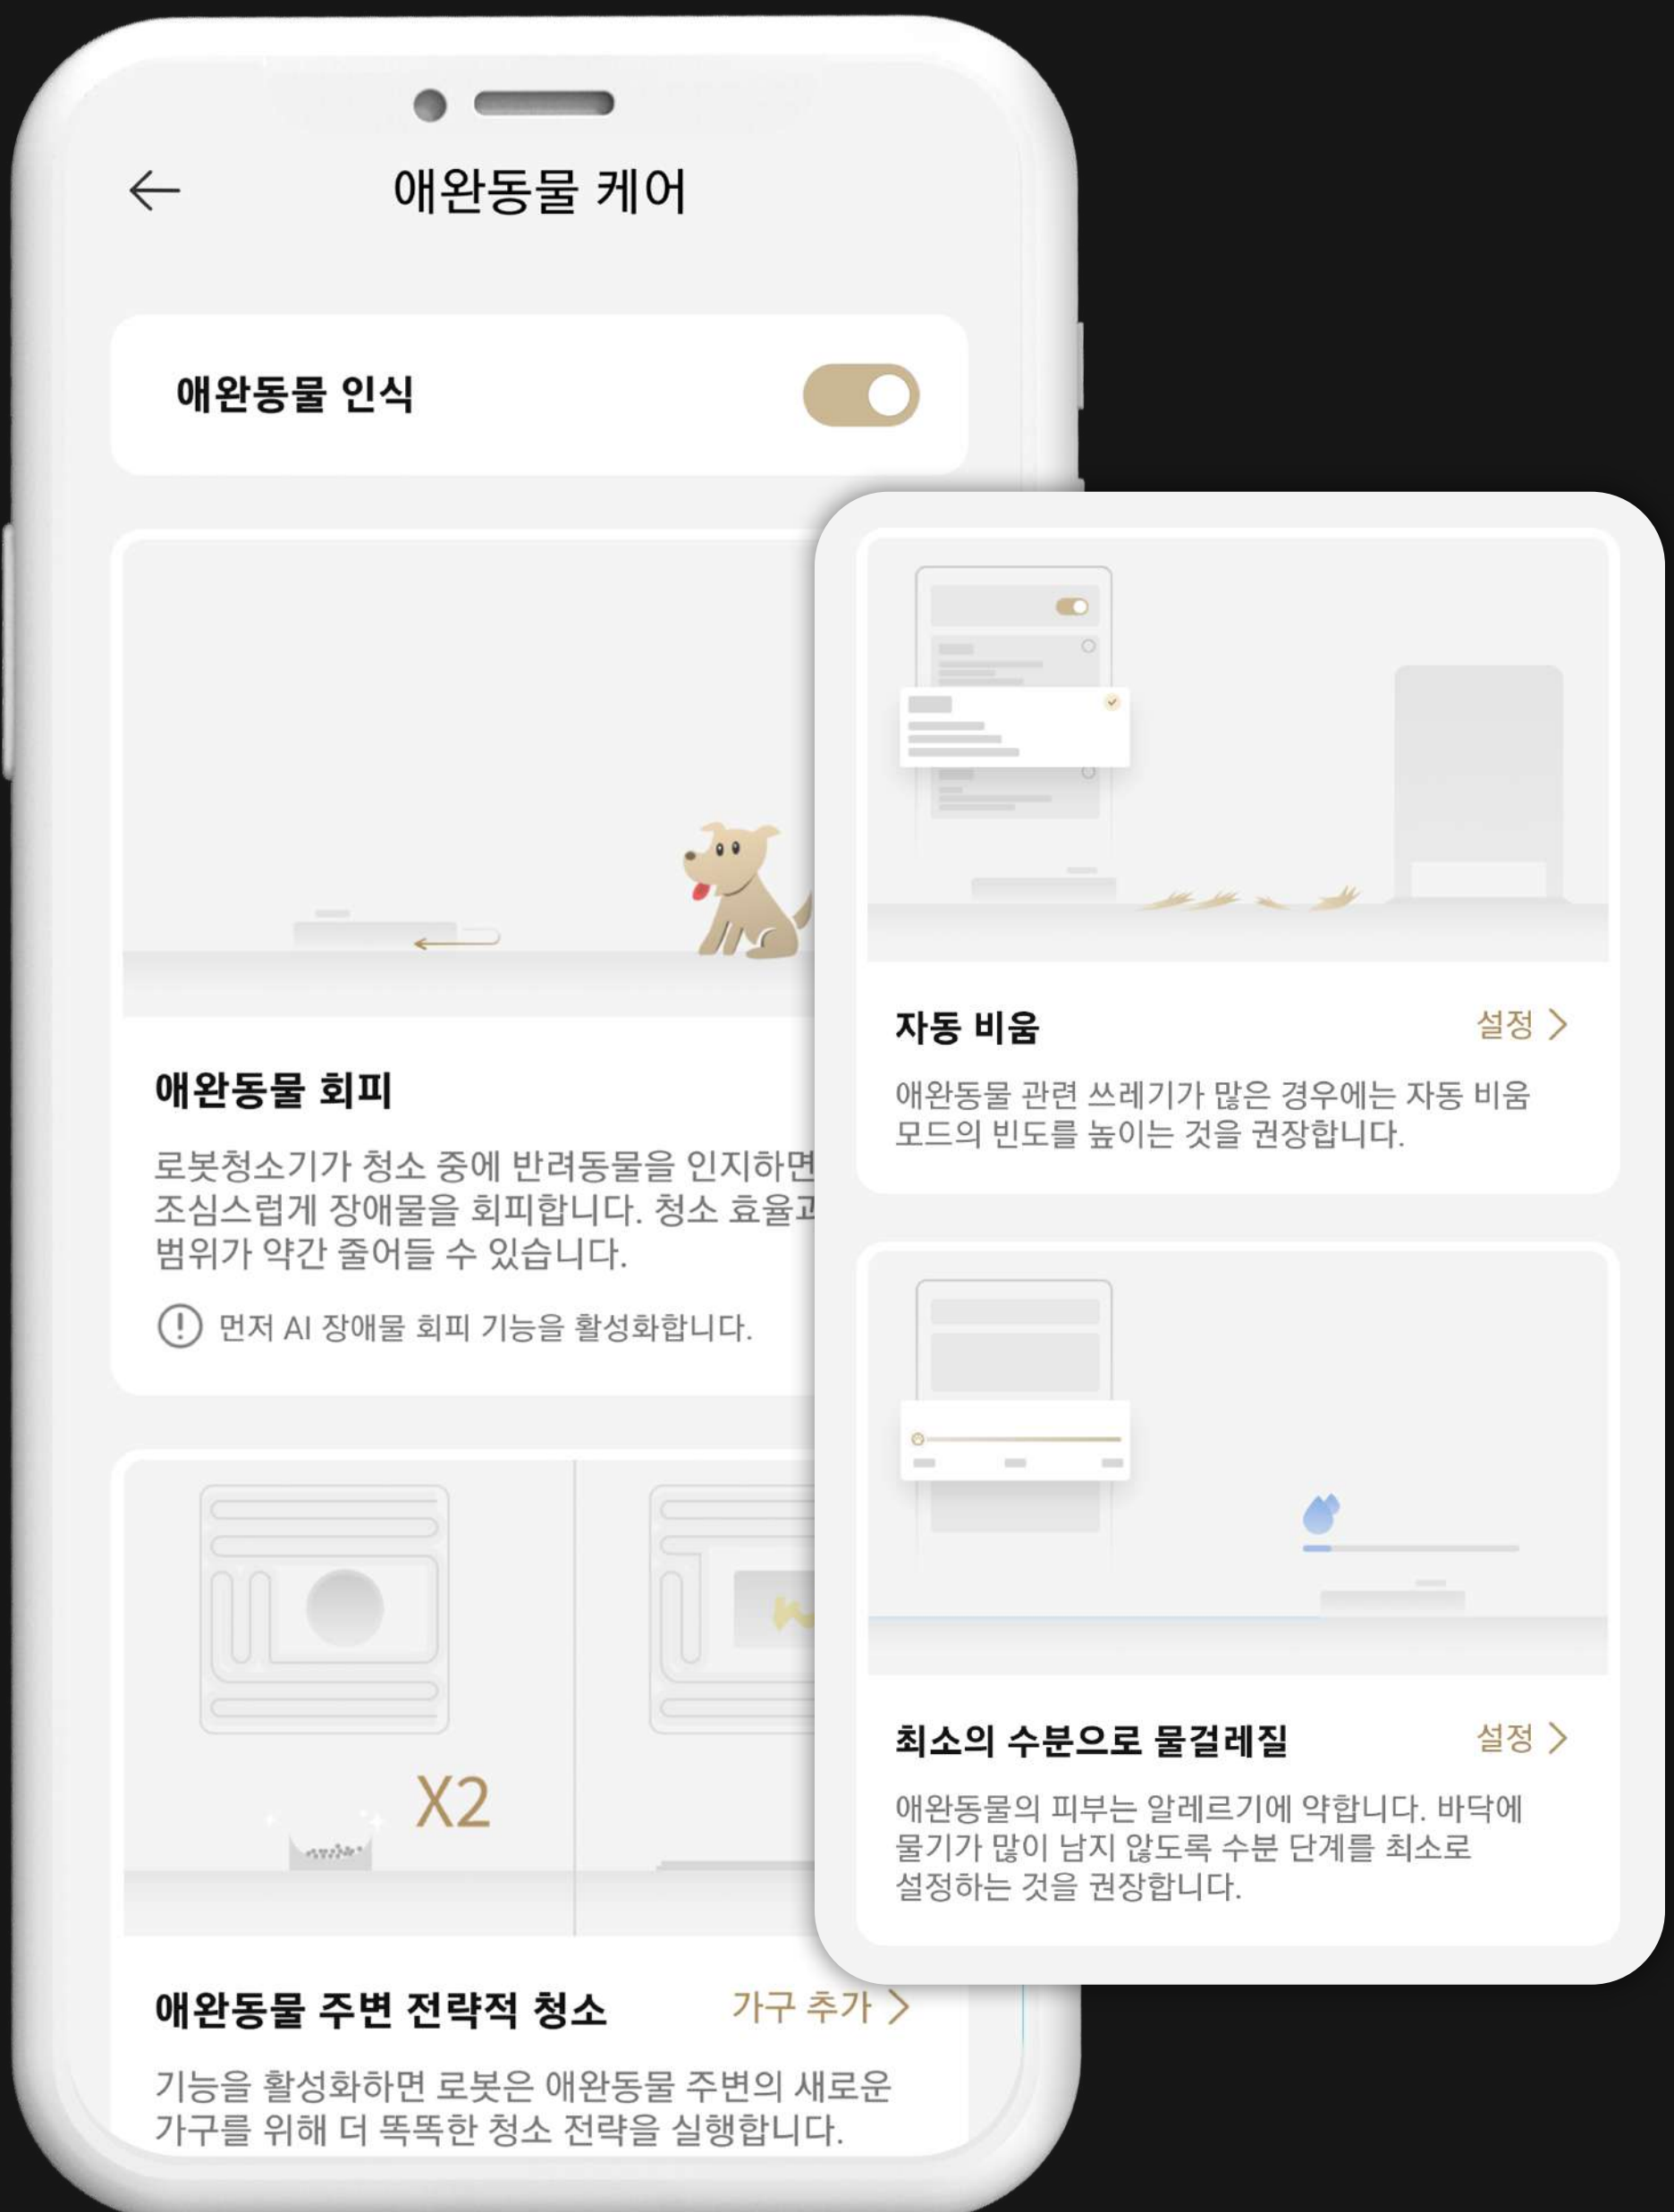 애완동물 케어
애완동물 인식
애완동물 회피
로봇청소기가 청소 중에 반려동물을 인지하면
조심스럽게 장애물을 회피합니다. 청소 효율과
범위가 약간 줄어들 수 있습니다.
먼저 AI 장애물 회피 기능을 활성화합니다.
X2
애완동물 주변 전략적 청소
가구 추가
기능을 활성화하면 로봇은 애완동물 주변의 새로운
가구를 위해 더 똑똑한 청소 전략을 실행합니다.
자동 비움
설정
애완동물 관련 쓰레기가 많은 경우에는 자동 비움
모드의 빈도를 높이는 것을 권장합니다.
최소의 수분으로 물걸레질
설정
애완동물의 피부는 알레르기에 약합니다. 바닥에
물기가 많이 남지 않도록 수분 단계를 최소로
설정하는 것을 권장합니다.